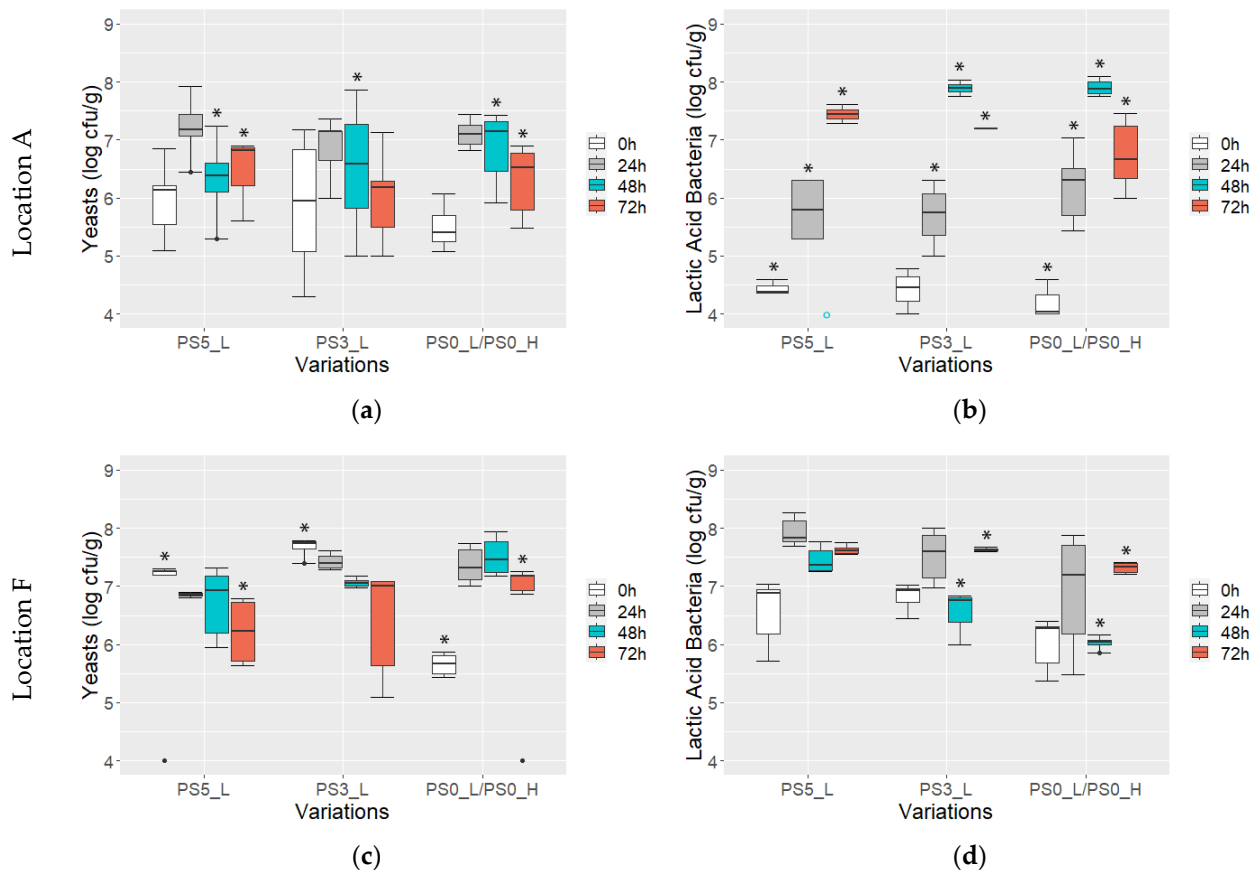 Location A
Yeasts (log cfu/g)
9
8
7
6
5
4
* * * * * *
PS5_L PS3_L PS0_L/PS0_H
Variations
0h
24h
48h
72h
(a)
Lactic Acid Bacteria (log cfu/g)
9
8
7
6
5
4
* * * * * * * * * *
PS5_L PS3_L PS0_L/PS0_H
Variations
0h
24h
48h
72h
(b)
Location F
Yeasts (log cfu/g)
9
8
7
6
5
4
* * * * *
PS5_L PS3_L PS0_L/PS0_H
Variations
0h
24h
48h
72h
(c)
Lactic Acid Bacteria (log cfu/g)
9
8
7
6
5
4
* * * *
PS5_L PS3_L PS0_L/PS0_H
Variations
0h
24h
48h
72h
(d)